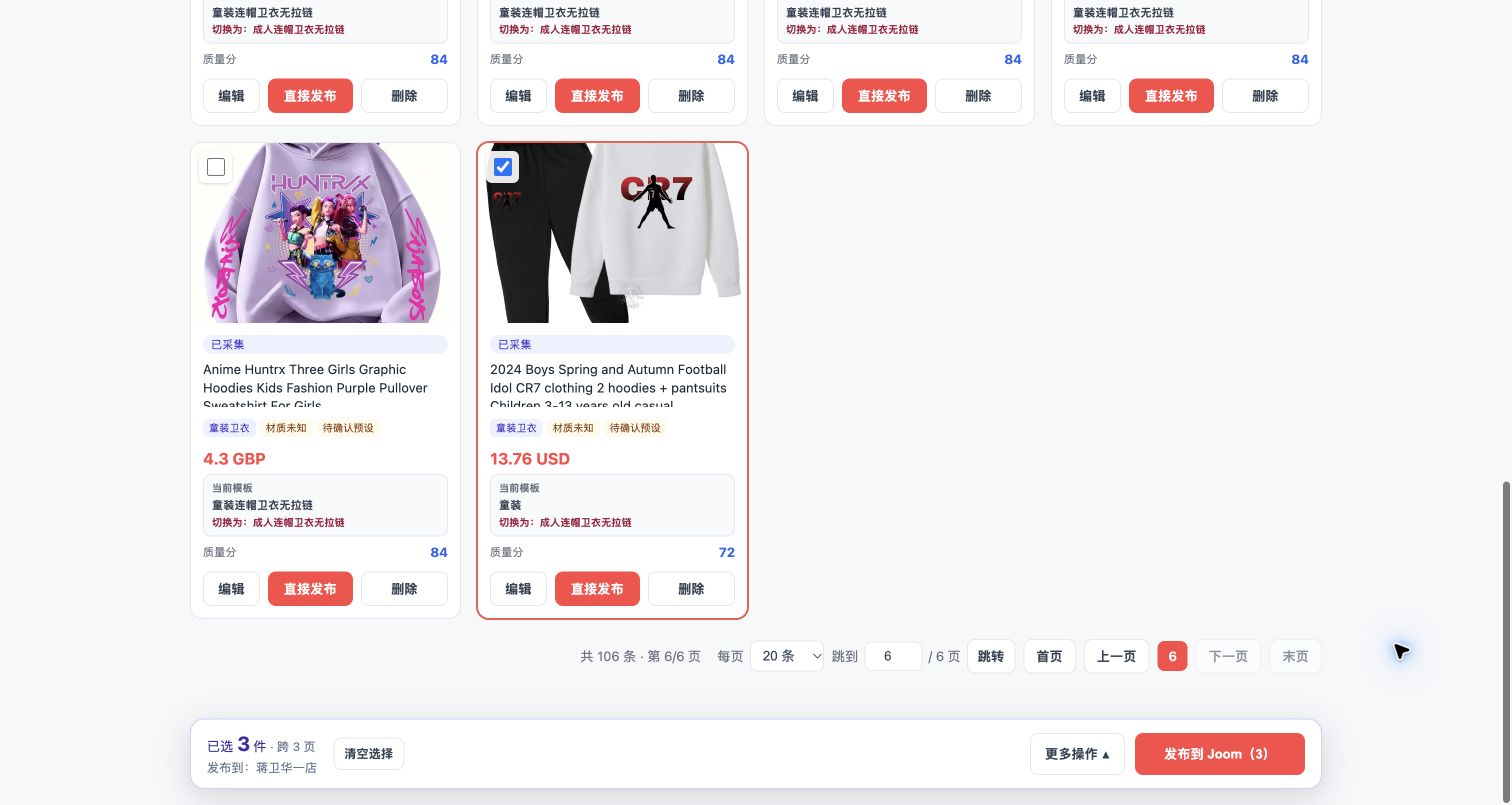 童装连帽卫衣无拉链
切换为：成人连帽卫衣无拉链
质量分 84
编辑 直接发布 删除
童装连帽卫衣无拉链
切换为：成人连帽卫衣无拉链
质量分 84
编辑 直接发布 删除
童装连帽卫衣无拉链
切换为：成人连帽卫衣无拉链
质量分 84
编辑 直接发布 删除
童装连帽卫衣无拉链
切换为：成人连帽卫衣无拉链
质量分 84
编辑 直接发布 删除
HUNTR/X
已采集
Anime Huntrx Three Girls Graphic
Hoodies Kids Fashion Purple Pullover
Sweatshirt For Girls
童装卫衣 材质未知 待确认预设
4.3 GBP
当前模板
童装连帽卫衣无拉链
切换为：成人连帽卫衣无拉链
质量分 84
编辑 直接发布 删除
CR7
CR7
已采集
2024 Boys Spring and Autumn Football
Idol CR7 clothing 2 hoodies + pantsuits
Children 3-13 years old casual
童装卫衣 材质未知 待确认预设
13.76 USD
当前模板
童装
切换为：成人连帽卫衣无拉链
质量分 72
编辑 直接发布 删除
共 106 条 · 第 6/6 页 每页 20 条 跳到 6 / 6 页 跳转 首页 上一页 6 下一页 末页
已选 3 件 · 跨 3 页
发布到：蒋卫华一店
清空选择
更多操作 ▴
发布到 Joom（3）